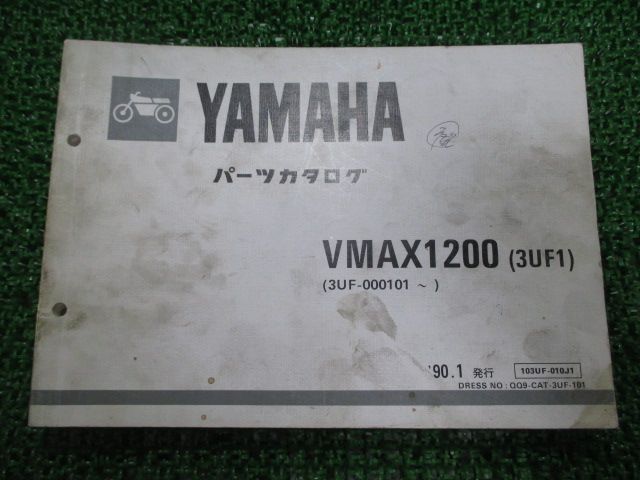 YAMAHA
パーツカタログ
VMAX1200 (3UF1)
(3UF-000101 ~ )
'90.1 発行
103UF-010J1
DRESS NO : QQ9-CAT-3UF-101